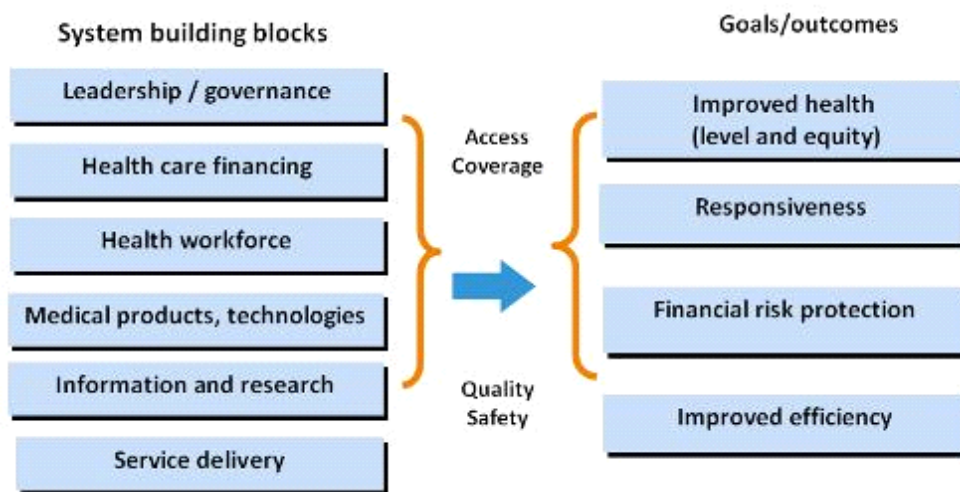 System building blocks
Leadership / governance
Health care financing
Health workforce
Medical products, technologies
Information and research
Service delivery
Access
Coverage
Quality
Safety
Goals/outcomes
Improved health
(level and equity)
Responsiveness
Financial risk protection
Improved efficiency